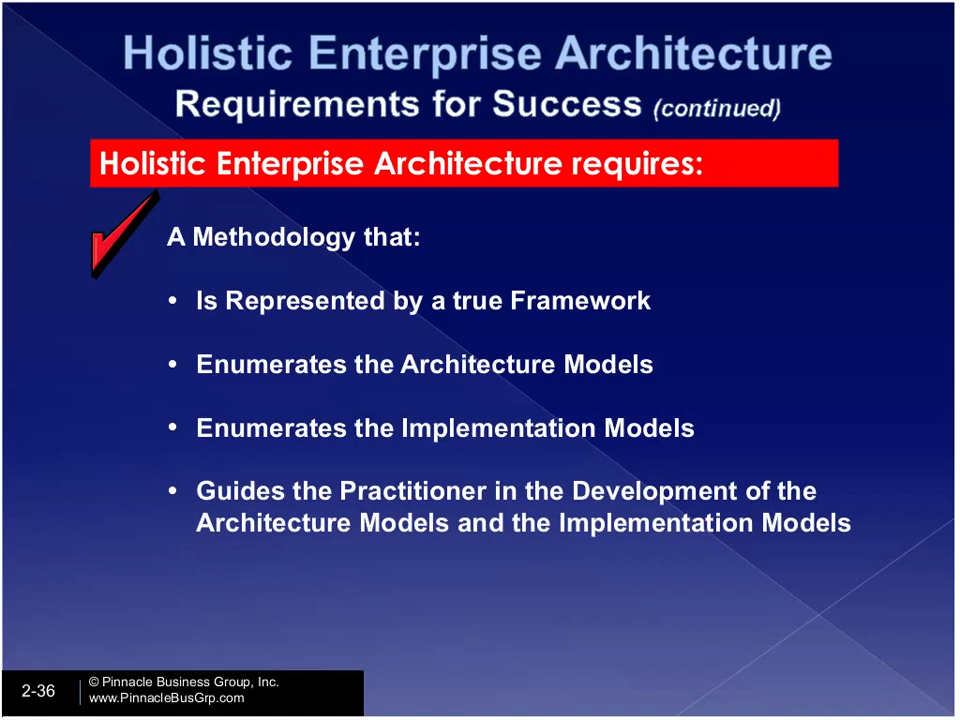 Holistic Enterprise Architecture
Requirements for Success (continued)
Holistic Enterprise Architecture requires:
A Methodology that:
• Is Represented by a true Framework
• Enumerates the Architecture Models
• Enumerates the Implementation Models
• Guides the Practitioner in the Development of the
Architecture Models and the Implementation Models
2-36
© Pinnacle Business Group, Inc.
www.PinnacleBusGrp.com